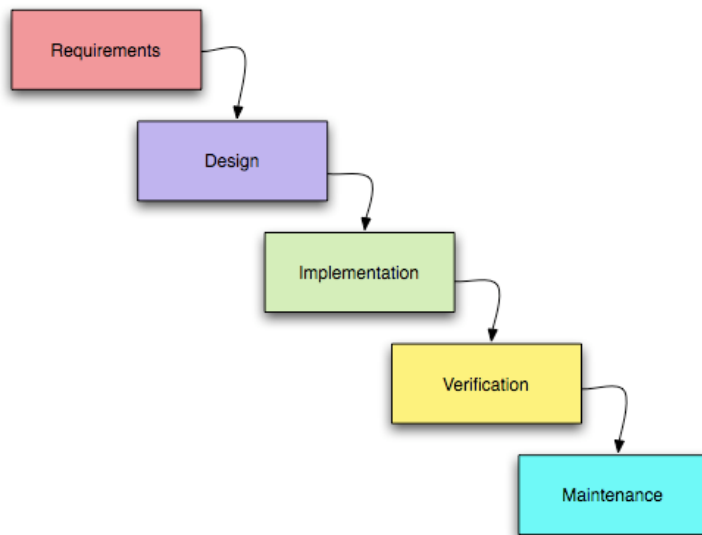 Requirements
Design
Implementation
Verification
Maintenance